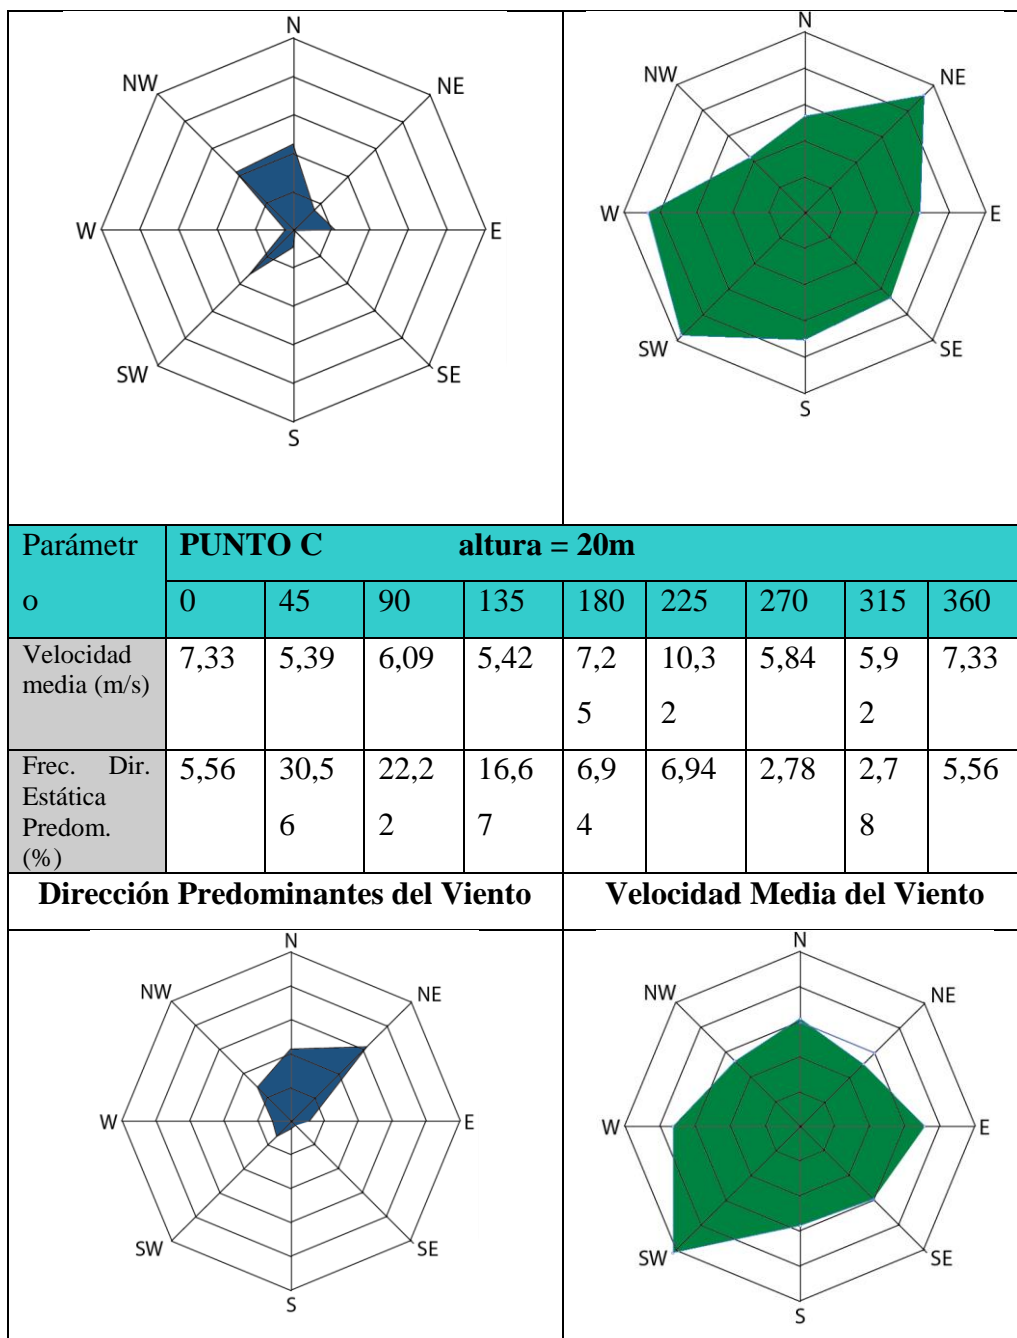 N
N
NW
NE
NW
NE
W
E
W
E
SW
SE
SW
SE
S
S
Parámetr
o
PUNTO C altura = 20m
0 45 90 135 180 225 270 315 360
Velocidad
media (m/s)
7,33 5,39 6,09 5,42 7,2
5 10,3
2 5,84 5,9
2 7,33
Frec. Dir.
Estática
Predom.
(%)
5,56 30,5
6 22,2
2 16,6
7 6,9
4 6,94 2,78 2,7
8 5,56
Dirección Predominantes del Viento
Velocidad Media del Viento
N
N
NW
NE
NW
NE
W
E
W
E
SW
SE
SW
SE
S
S